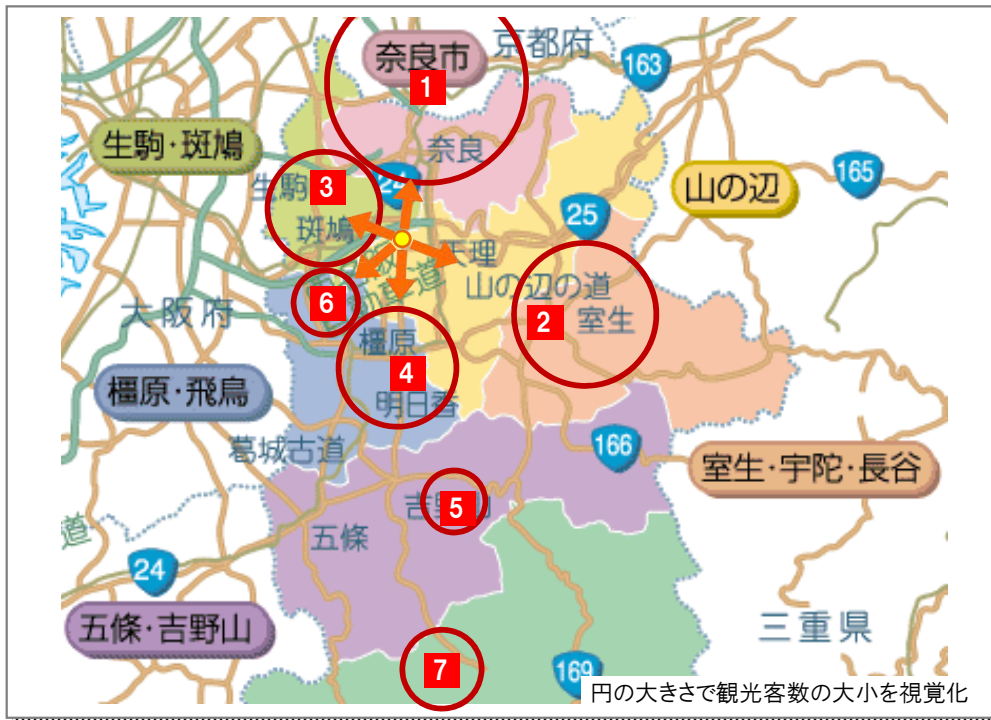 奈良市
京都府
163
1
生駒・斑鳩
奈良
生駒
3
24
山の辺
165
斑鳩
25
天理
山の辺の道
6
大阪府
2
室生
橿原
4
橿原・飛鳥
明日香
葛城古道
166
室生・宇陀・長谷
5
五條
道
24
五條・吉野山
三重県
7
169
円の大きさで観光客数の大小を視覚化